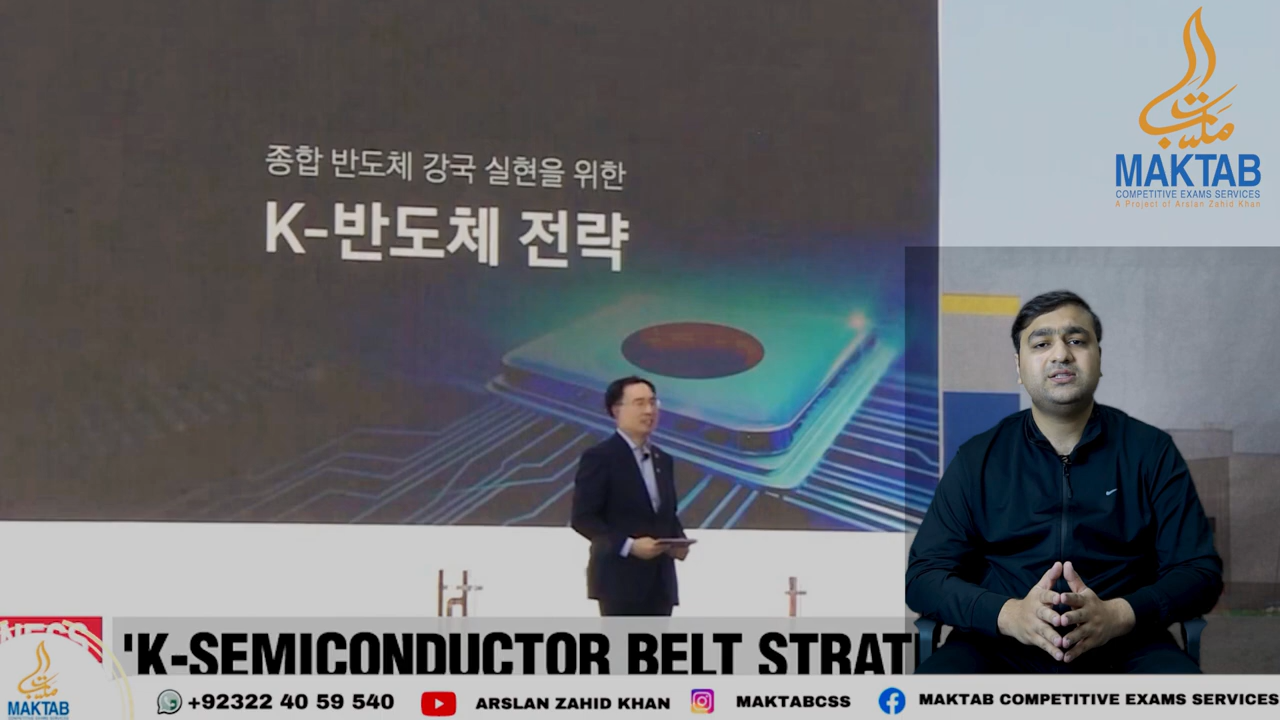 종합 반도체 강국 실현을 위한
K-반도체 전략
مکتب
MAKTAB
COMPETITIVE EXAMS SERVICES
A Project of Arslan Zahid Khan
'K-SEMICONDUCTOR BELT STRAT
MAKTAB
+92322 40 59 540
ARSLAN ZAHID KHAN
MAKTABCSS
MAKTAB COMPETITIVE EXAMS SERVICES